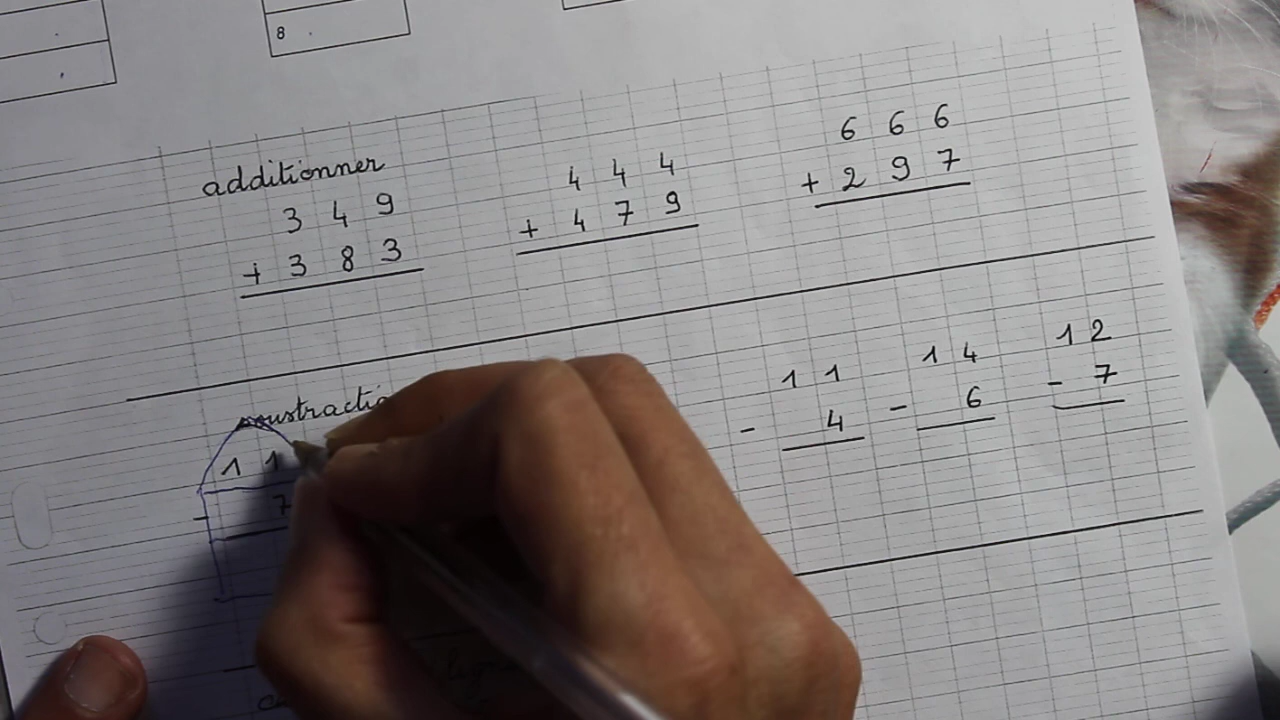 8
additionner
3 4 9
+ 3 8 3
4 4 4
+ 4 7 9
6 6 6
+ 2 9 7
soustractio
1 1
- 7
1 1
- 4
1 4
- 6
1 2
- 7